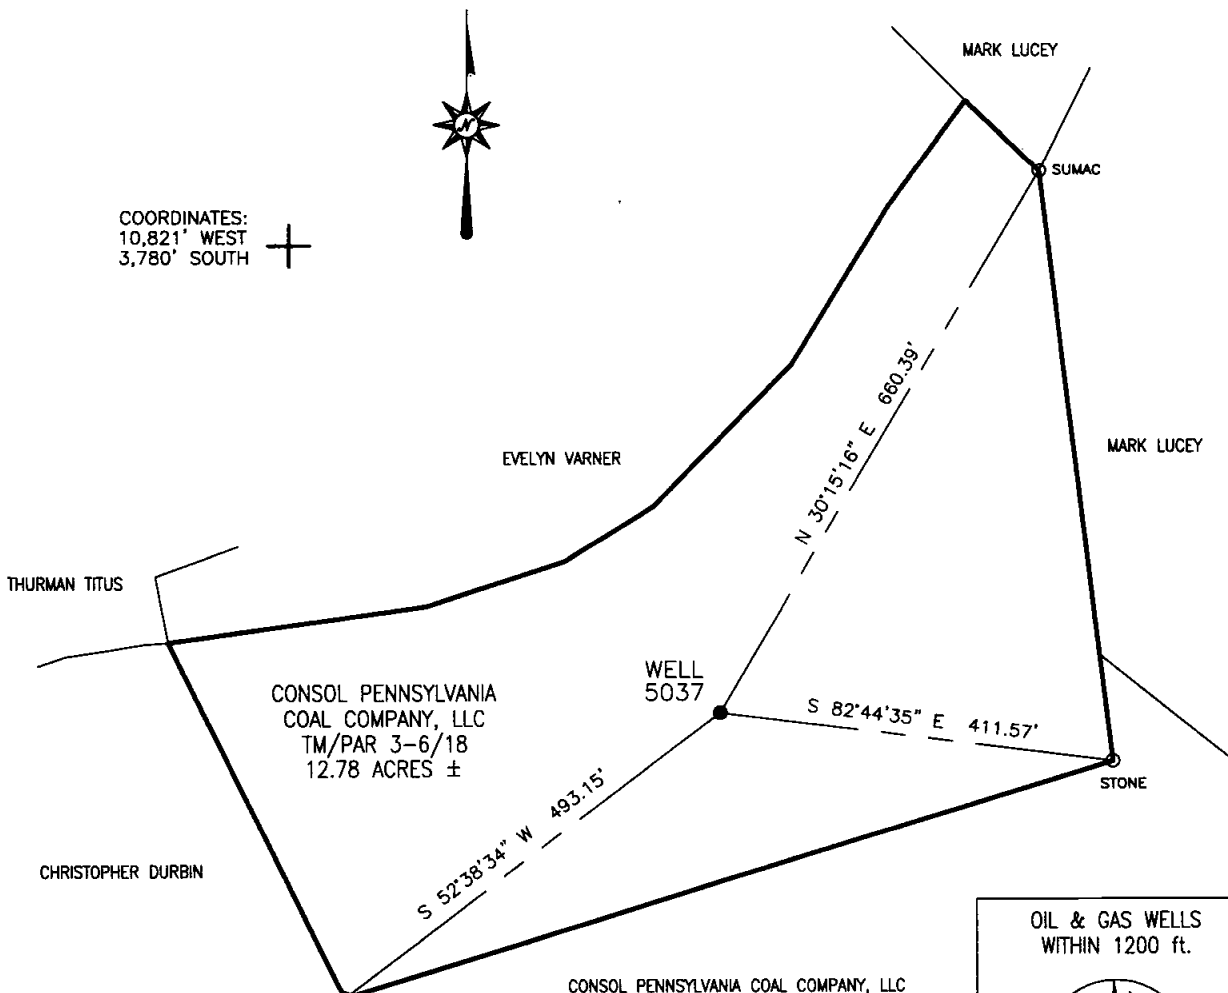 MARK LUCEY
N
SUMAC
COORDINATES:
10,821' WEST
3,780' SOUTH
N 30°15'16" E 660.39'
EVELYN VARNER
MARK LUCEY
THURMAN TITUS
WELL
5037
CONSOL PENNSYLVANIA
COAL COMPANY, LLC
TM/PAR 3-6/18
12.78 ACRES ±
S 82°44'35" E 411.57'
STONE
S 52°38'34" W 493.15'
CHRISTOPHER DURBIN
OIL & GAS WELLS
WITHIN 1200 ft.
CONSOL PENNSYLVANIA COAL COMPANY, LLC